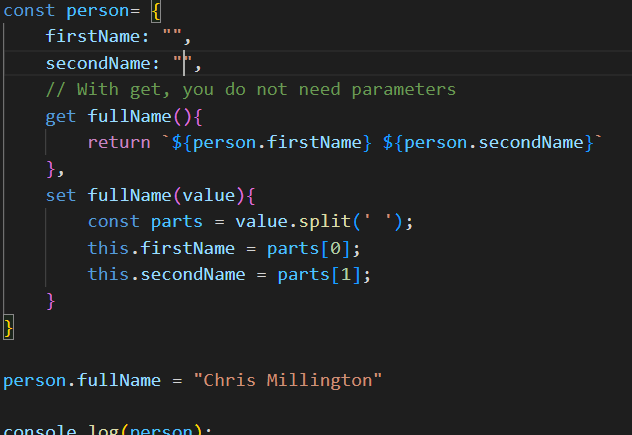 const person= {
    firstName: "",
    secondName: "",
    // With get, you do not need parameters
    get fullName(){
        return `${person.firstName} ${person.secondName}`
    },
    set fullName(value){
        const parts = value.split(' ');
        this.firstName = parts[0];
        this.secondName = parts[1];
    }
}
person.fullName = "Chris Millington"
console.log(person);